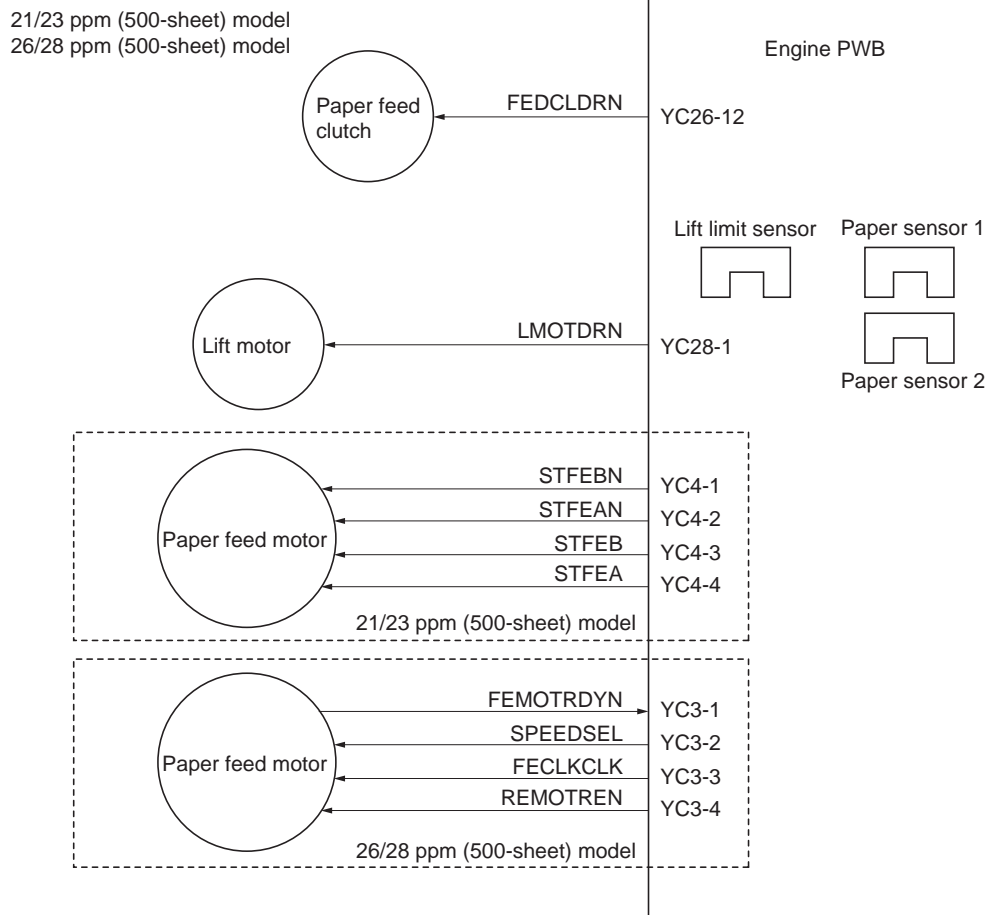 21/23 ppm (500-sheet) model
26/28 ppm (500-sheet) model
Engine PWB
Paper feed
clutch
FEDCLDRN
YC26-12
Lift limit sensor
Paper sensor 1
Lift motor
LMOTDRN
YC28-1
Paper sensor 2
Paper feed motor
STFEBN
YC4-1
STFEAN
YC4-2
STFEB
YC4-3
STFEA
YC4-4
21/23 ppm (500-sheet) model
Paper feed motor
FEMOTRDYN
YC3-1
SPEEDSEL
YC3-2
FECLKCLK
YC3-3
REMOTREN
YC3-4
26/28 ppm (500-sheet) model